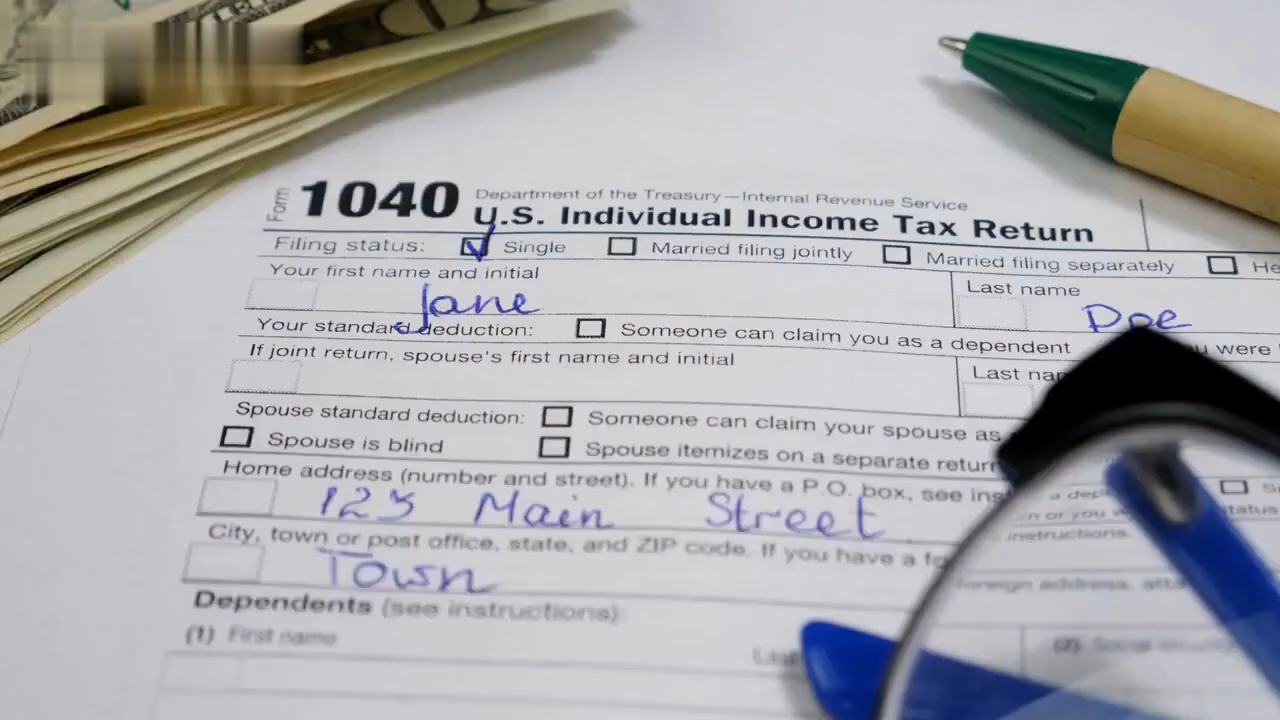 Form 1040 Department of the Treasury—Internal Revenue Service
U.S. Individual Income Tax Return
Filing status: Single Married filing jointly Married filing separately
Your first name and initial Last name
Jane Doe
Your standard deduction: Someone can claim you as a dependent were
If joint return, spouse's first name and initial Last
Spouse standard deduction: Someone can claim your spouse as
Spouse is blind Spouse itemizes on a separate return
Home address (number and street). If you have a P.O. box, see
123 Main Street instructions.
City, town or post office, state, and ZIP code. If you have a
Town
Dependents (see instructions):
(1) First name (2) Social